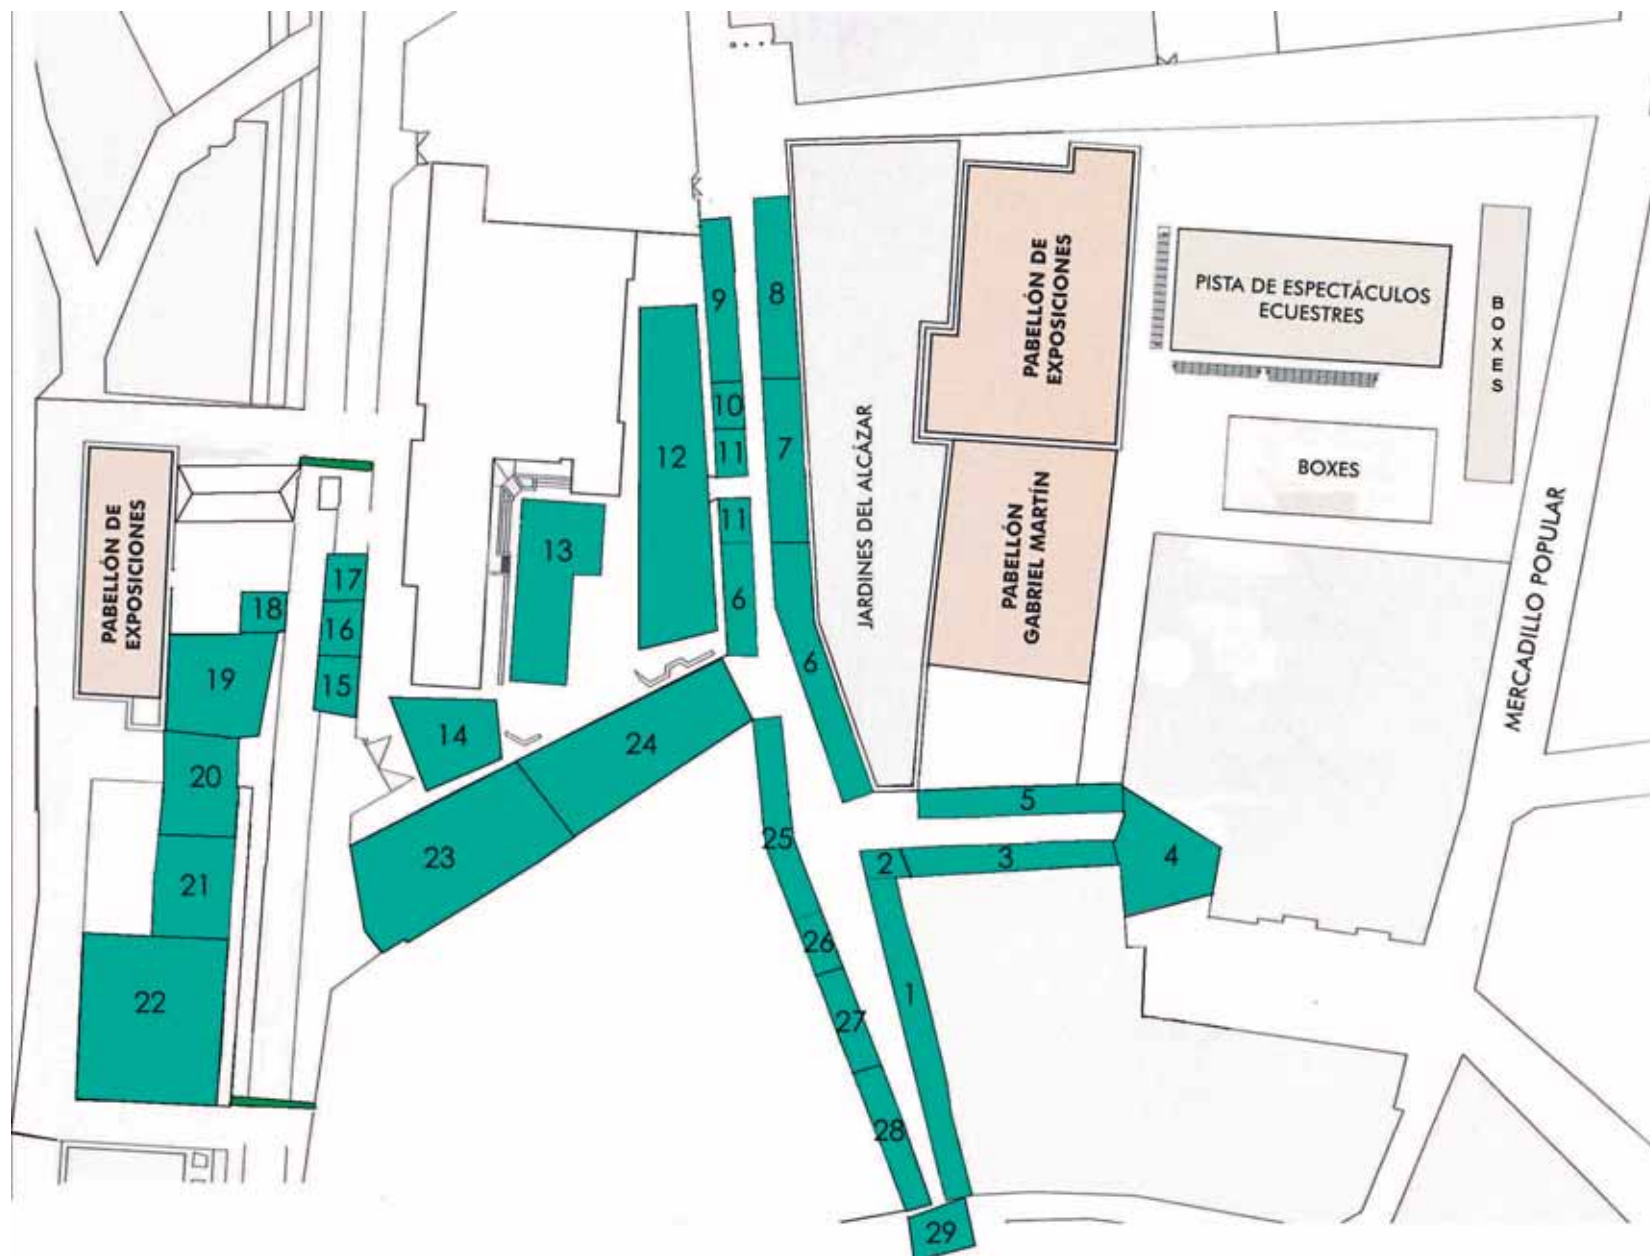 PABELLÓN DE
EXPOSICIONES
PISTA DE ESPECTÁCULOS
ECUESTRES
BOXES
8
9
10
11
12
7
JARDINES DEL ALCÁZAR
BOXES
PABELLÓN
GABRIEL MARTÍN
MERCADILLO POPULAR
PABELLÓN DE
EXPOSICIONES
11
13
17
18
16
6
6
19
15
14
24
20
5
25
2
3
4
23
21
26
1
22
27
28
29